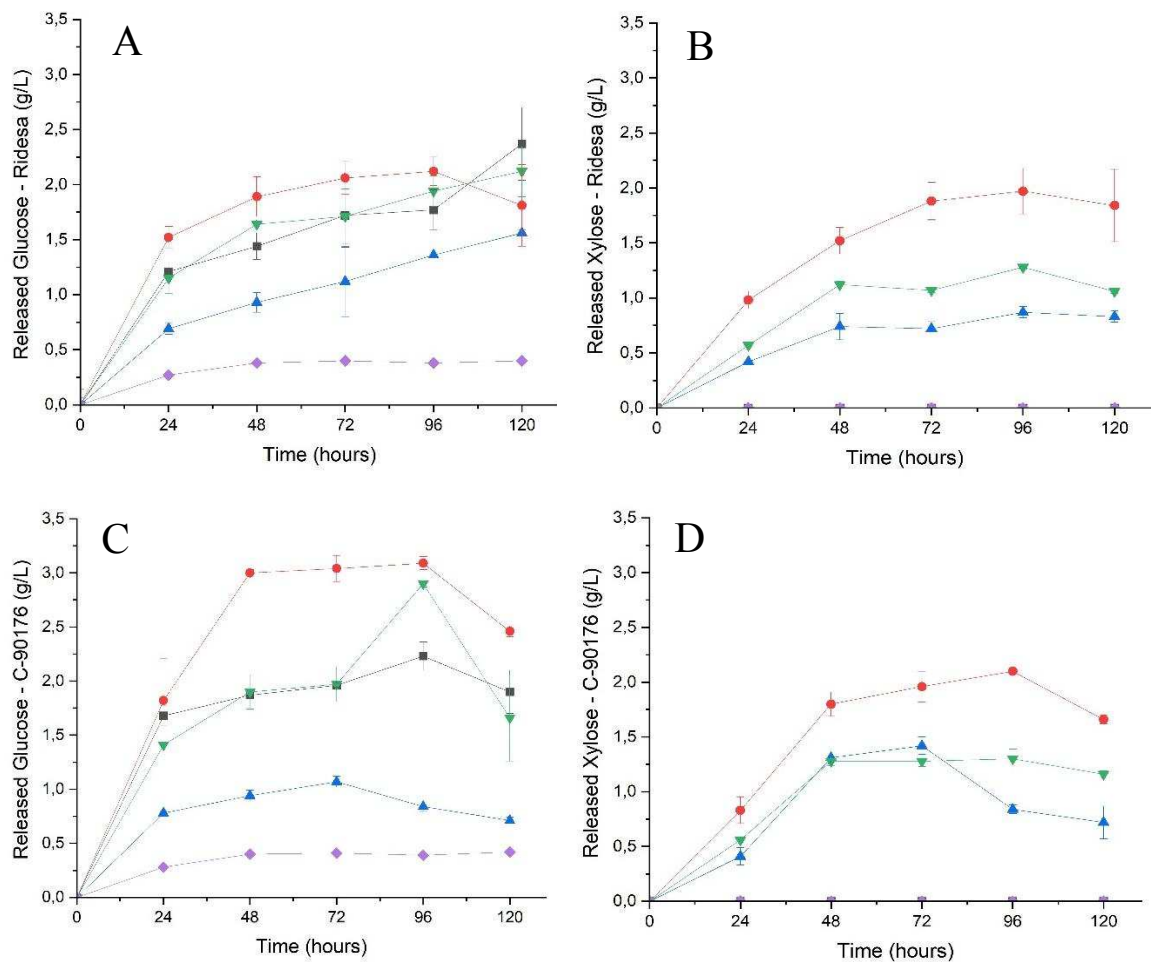 A
Released Glucose - Ridesa (g/L)
3,5
3,0
2,5
2,0
1,5
1,0
0,5
0,0
0 24 48 72 96 120
Time (hours)
B
Released Xylose - Ridesa (g/L)
3,5
3,0
2,5
2,0
1,5
1,0
0,5
0,0
0 24 48 72 96 120
Time (hours)
C
Released Glucose - C-90176 (g/L)
3,5
3,0
2,5
2,0
1,5
1,0
0,5
0,0
0 24 48 72 96 120
Time (hours)
D
Released Xylose - C-90176 (g/L)
3,5
3,0
2,5
2,0
1,5
1,0
0,5
0,0
0 24 48 72 96 120
Time (hours)